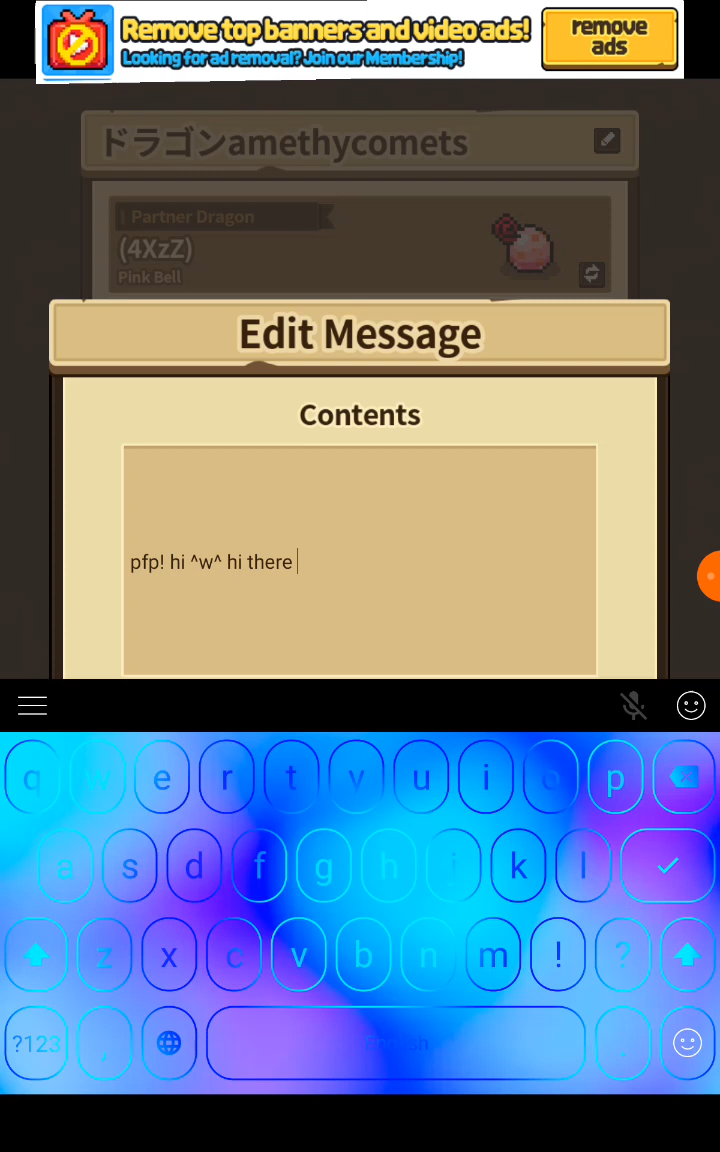 Remove top banners and video ads!
Looking for ad removal? Join our Membership!
remove
ads
ドラゴンamethycomets
Partner Dragon
(4XzZ)
Pink Bell
Edit Message
Contents
pfp! hi ^w^ hi there
q w e r t y u i o p
a s d f g h j k l
z x c v b n m ! ?
?123 , English .